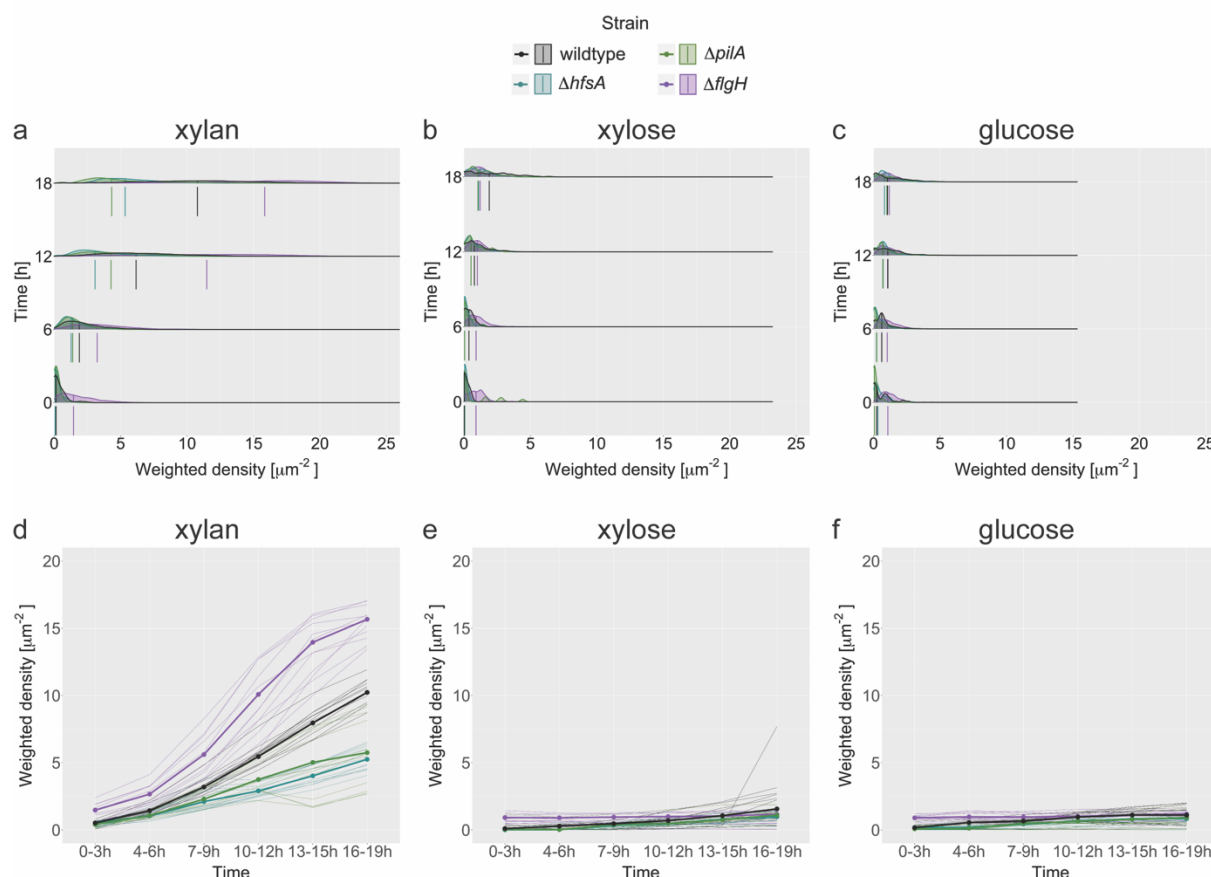 Strain
wildtype ΔpilA
ΔhfsA ΔflgH
a xylan
b xylose
c glucose
Time [h]
18
12
6
0
0 5 10 15 20 25
Weighted density [μm-2 ]
Time [h]
18
12
6
0
0 5 10 15 20 25
Weighted density [μm-2 ]
Time [h]
18
12
6
0
0 5 10 15 20 25
Weighted density [μm-2 ]
d xylan
e xylose
f glucose
Weighted density [μm-2 ]
20
15
10
5
0
0-3h 4-6h 7-9h 10-12h 13-15h 16-19h
Time
Weighted density [μm-2 ]
20
15
10
5
0
0-3h 4-6h 7-9h 10-12h 13-15h 16-19h
Time
Weighted density [μm-2 ]
20
15
10
5
0
0-3h 4-6h 7-9h 10-12h 13-15h 16-19h
Time